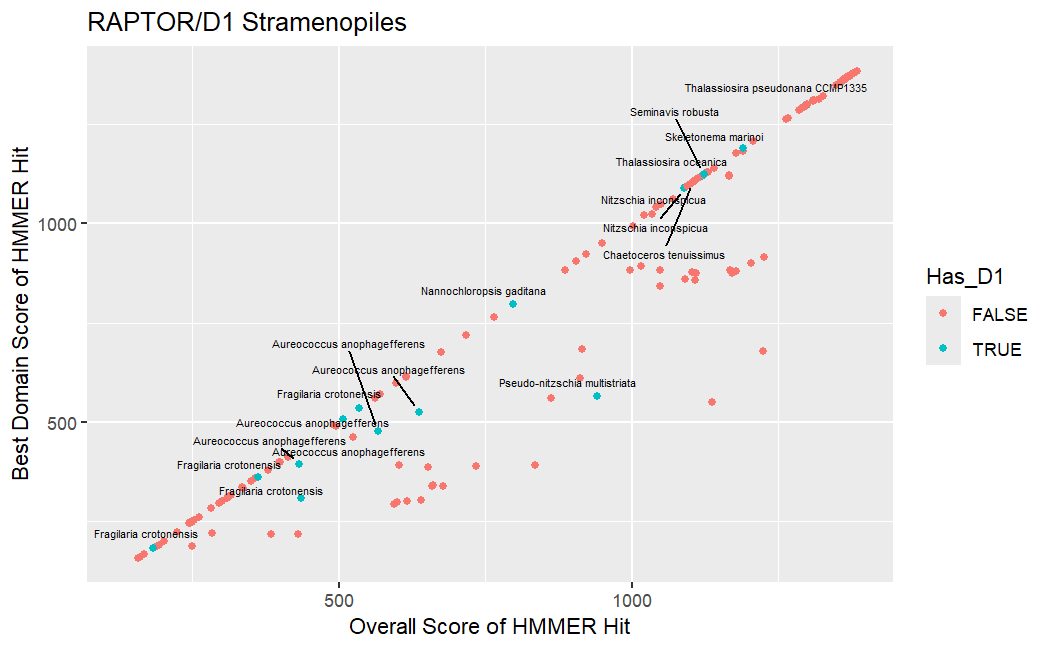 RAPTOR/D1 Stramenopiles
Best Domain Score of HMMER Hit
1000
500
Thalassiosira pseudonana CCMP1335
Seminavis robusta
Skeletonema marinoi
Thalassiosira oceanica
Nitzschia inconspicua
Nitzschia inconspicua
Chaetoceros tenuissimus
Nannochloropsis gaditana
Aureococcus anophagefferens
Aureococcus anophagefferens
Pseudo-nitzschia multistriata
Fragilaria crotonensis
Aureococcus anophagefferens
Aureococcus anophagefferens
Aureococcus anophagefferens
Fragilaria crotonensis
Fragilaria crotonensis
Fragilaria crotonensis
500
1000
Overall Score of HMMER Hit
Has_D1
FALSE
TRUE